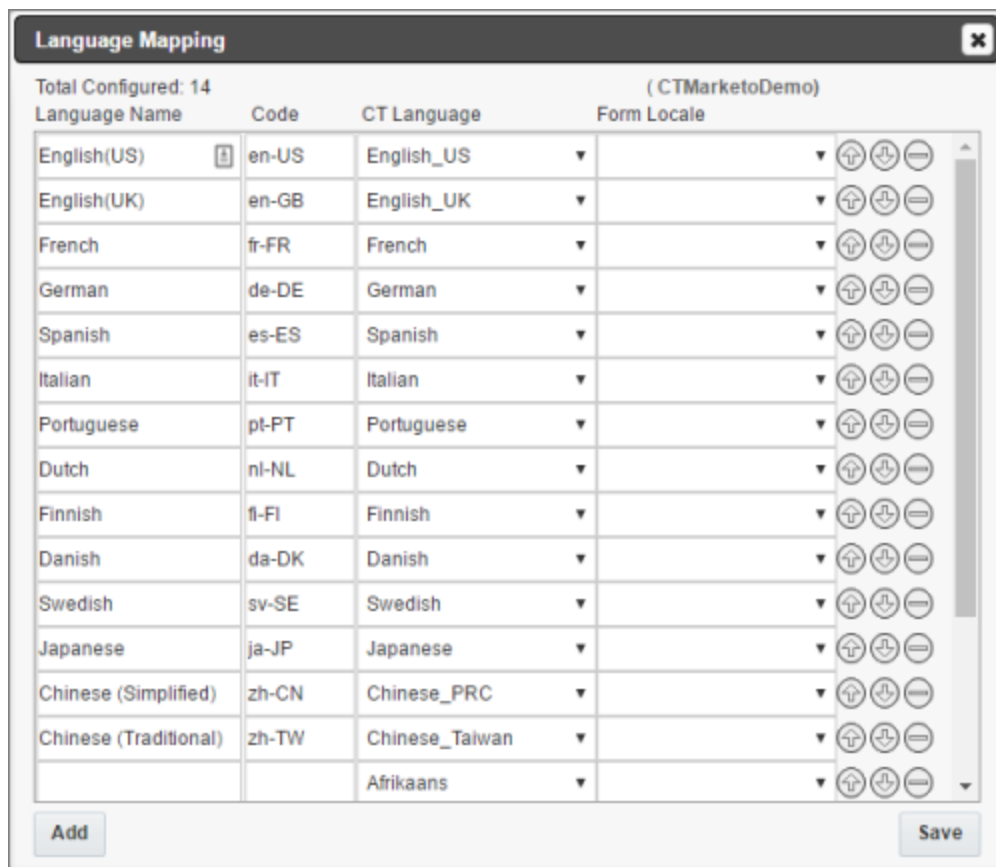 Language Mapping
Total Configured: 14 ( CTMarketoDemo)
Language Name Code CT Language Form Locale
English(US) en-US English_US
English(UK) en-GB English_UK
French fr-FR French
German de-DE German
Spanish es-ES Spanish
Italian it-IT Italian
Portuguese pt-PT Portuguese
Dutch nl-NL Dutch
Finnish fi-FI Finnish
Danish da-DK Danish
Swedish sv-SE Swedish
Japanese ja-JP Japanese
Chinese (Simplified) zh-CN Chinese_PRC
Chinese (Traditional) zh-TW Chinese_Taiwan
Afrikaans
Add Save